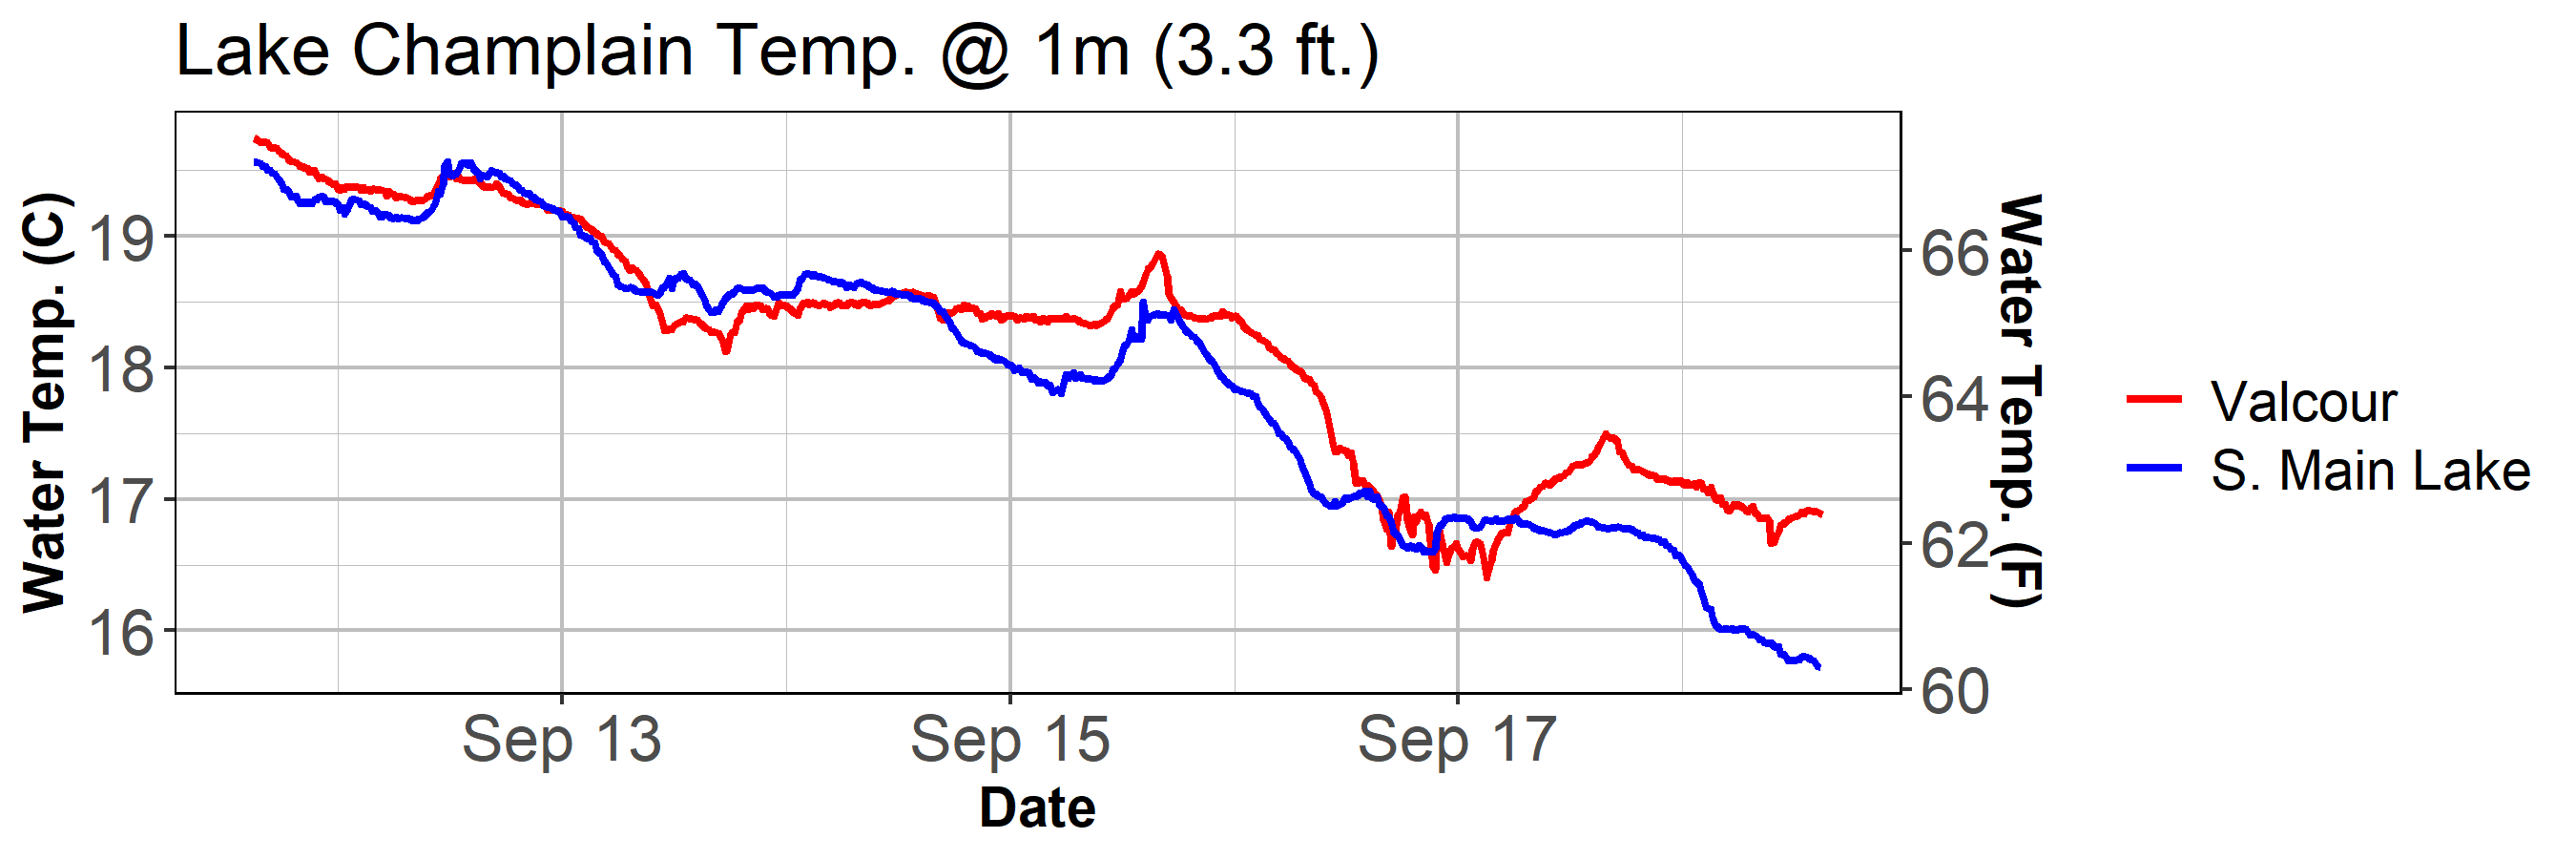 Lake Champlain Temp. @ 1m (3.3 ft.)
Water Temp. (C)
19
18
17
16
66
64
62
60
Water Temp. (F)
Sep 13
Sep 15
Sep 17
Date
Valcour
S. Main Lake